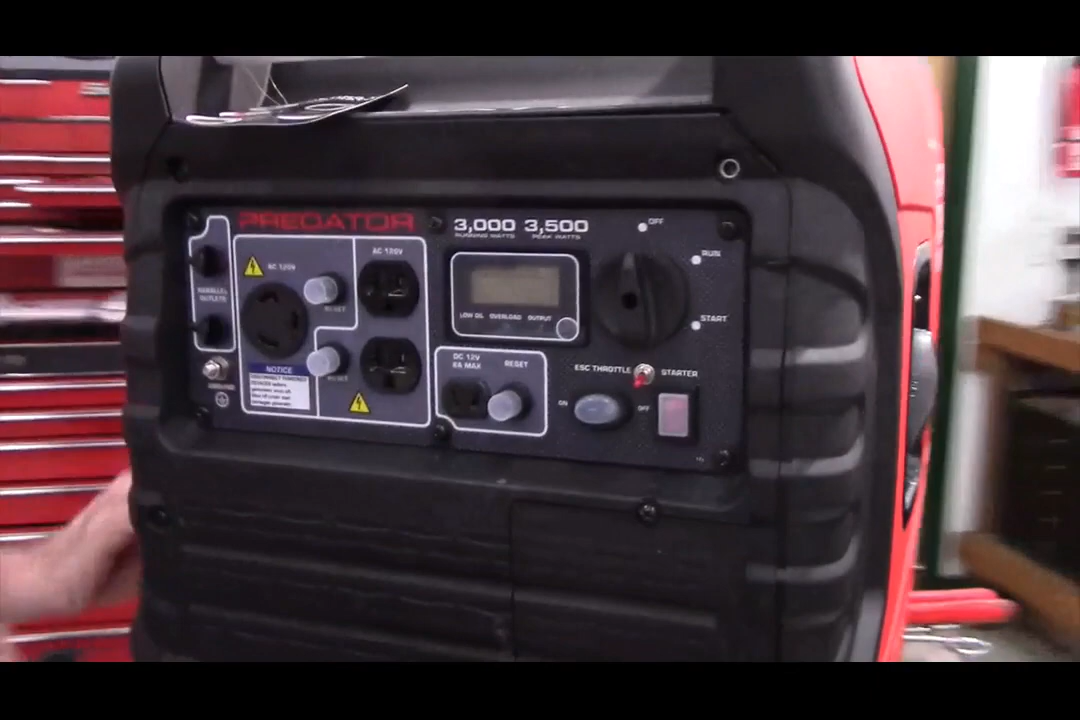 PREDATOR
3,000 3,500
RUNNING WATTS PEAK WATTS
OFF
RUN
START
PARALLEL
OUTLETS
AC 120V
RESET
AC 120V
RESET
NOTICE
LOW OIL OVERLOAD OUTPUT
DC 12V
8A MAX
RESET
ESC THROTTLE
STARTER
ON
OFF